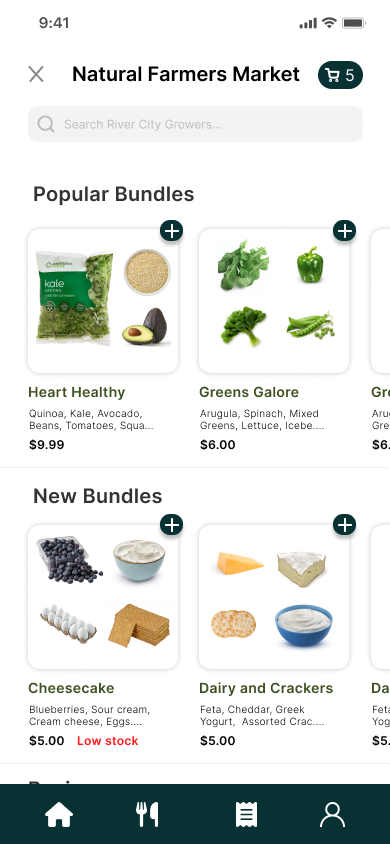 9:41
Natural Farmers Market
5
Search River City Growers...
Popular Bundles
kale
GREENS
Heart Healthy
Quinoa, Kale, Avocado,
Beans, Tomatoes, Squa...
$9.99
Greens Galore
Arugula, Spinach, Mixed
Greens, Lettuce, Icebe....
$6.00
Gr
Aru
Gre
$6.
New Bundles
Cheesecake
Blueberries, Sour cream,
Cream cheese, Eggs....
$5.00 Low stock
Dairy and Crackers
Feta, Cheddar, Greek
Yogurt, Assorted Crac....
$5.00
Da
Feta
Yog
$5.